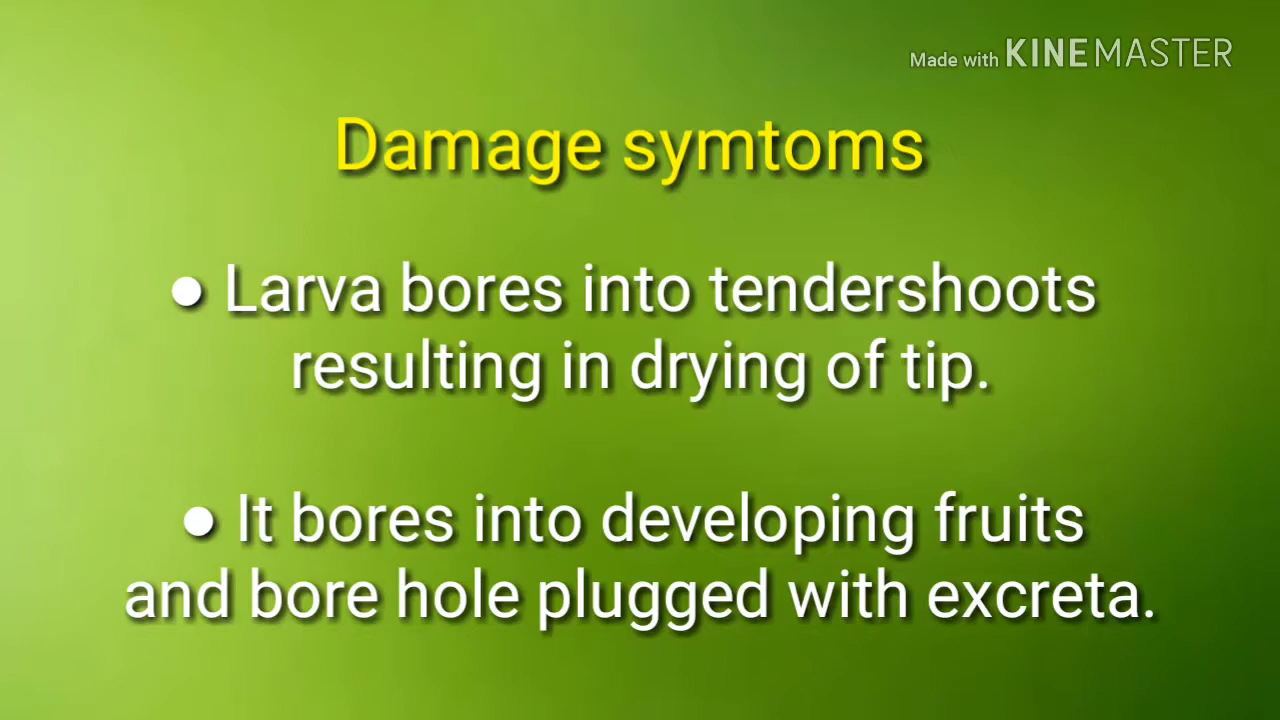 Made with KINEMASTER
Damage symtoms
● Larva bores into tendershoots
resulting in drying of tip.
● It bores into developing fruits
and bore hole plugged with excreta.